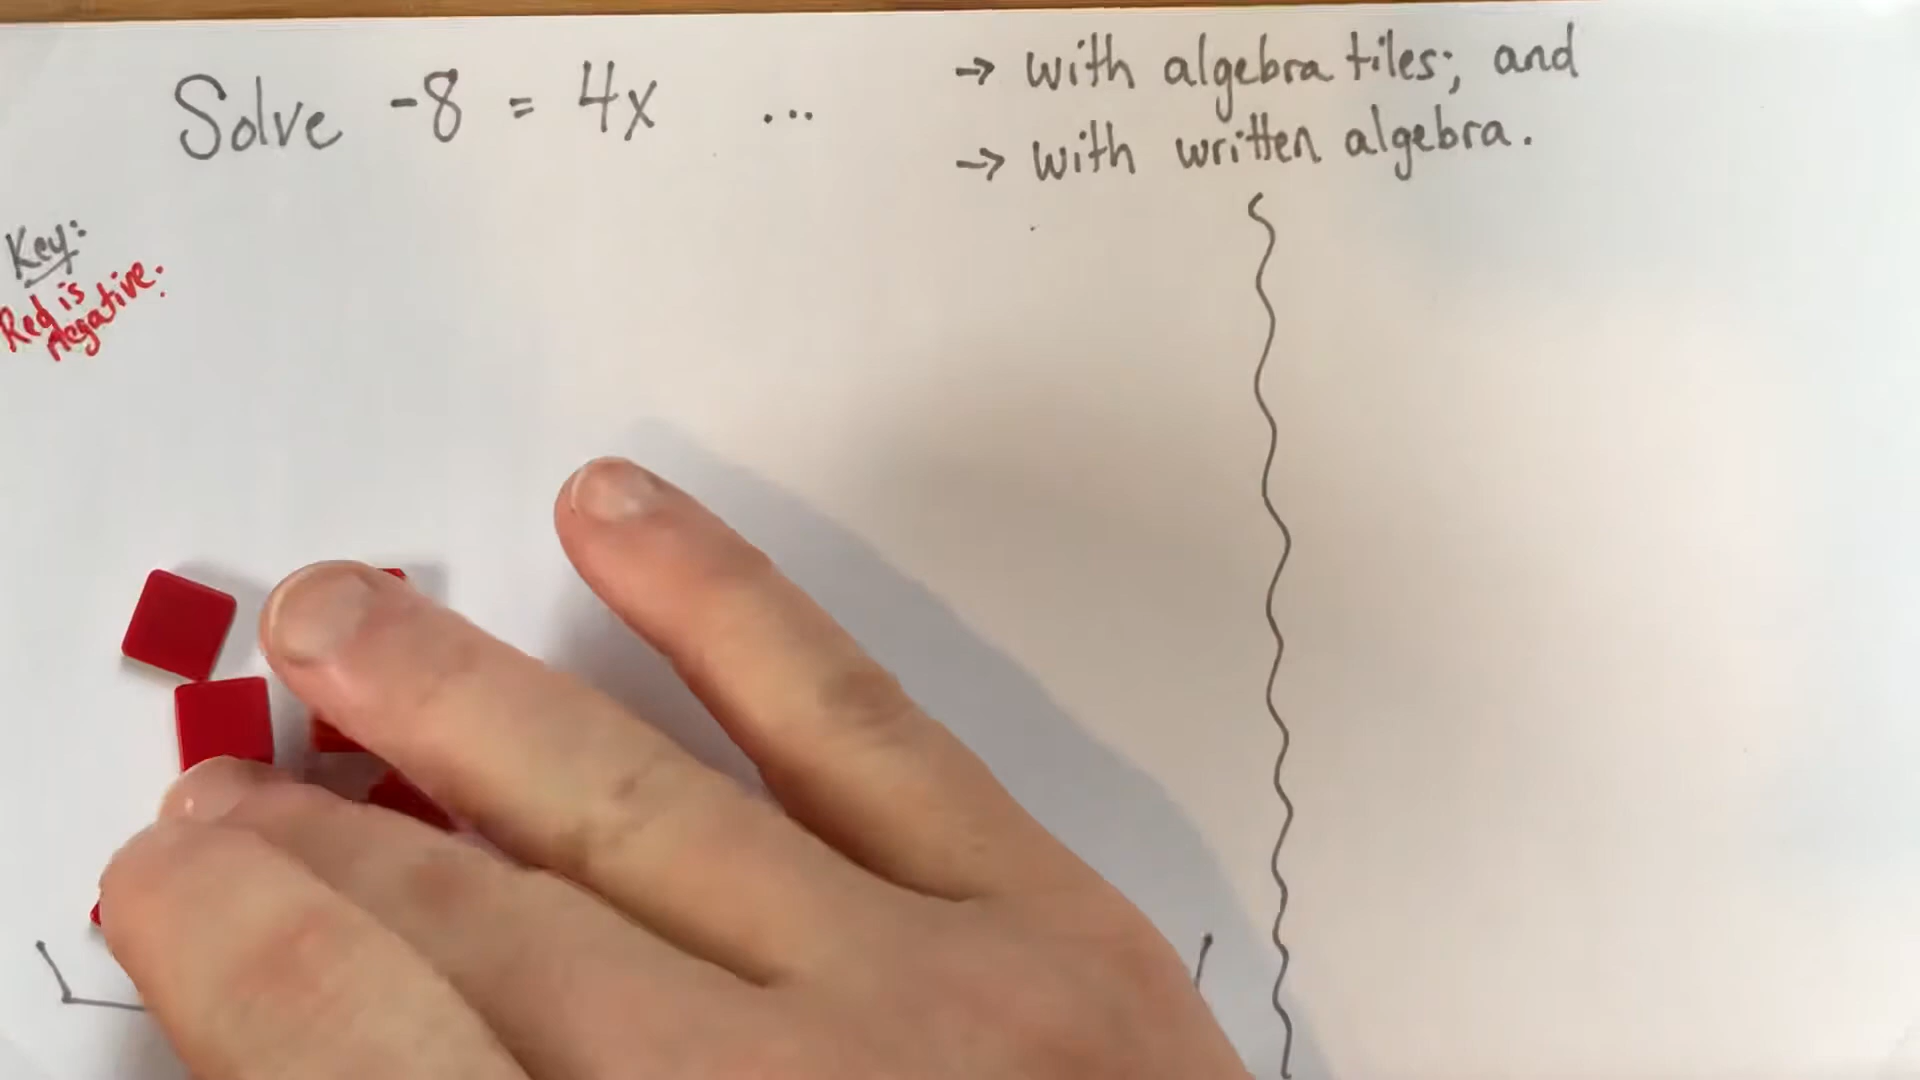 Solve -8 = 4x ...
→ with algebra tiles; and
→ with written algebra.
Key:
Red is
negative.